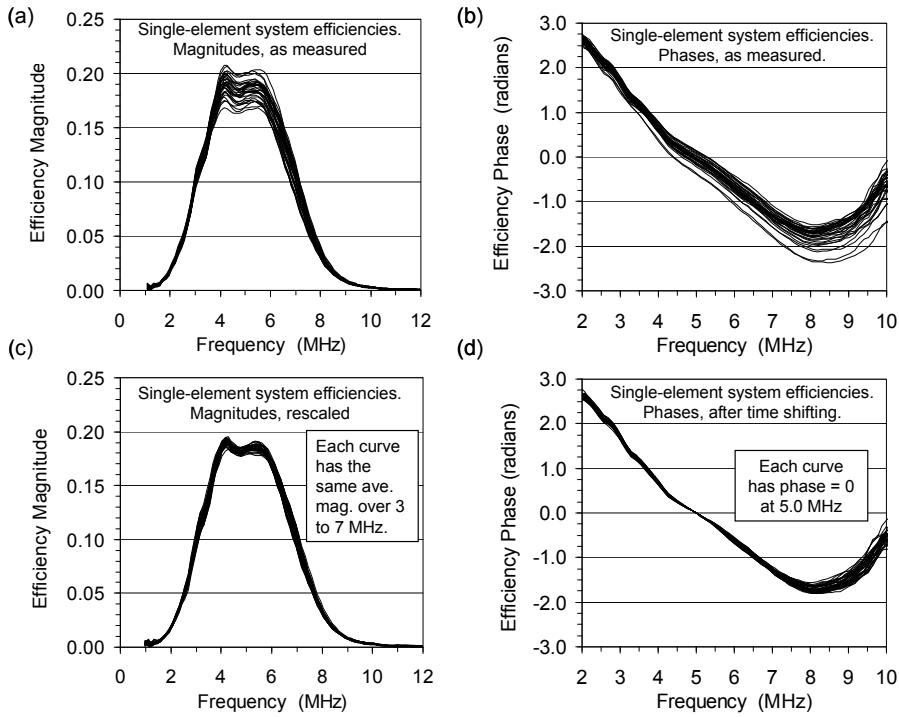 (a)
Single-element system efficiencies.
Magnitudes, as measured
Efficiency Magnitude
0.25
0.20
0.15
0.10
0.05
0.00
0 2 4 6 8 10 12
Frequency (MHz)
(b)
Single-element system efficiencies.
Phases, as measured.
Efficiency Phase (radians)
3.0
2.0
1.0
0.0
-1.0
-2.0
-3.0
2 3 4 5 6 7 8 9 10
Frequency (MHz)
(c)
Single-element system efficiencies.
Magnitudes, rescaled
Each curve
has the
same ave.
mag. over 3
to 7 MHz.
Efficiency Magnitude
0.25
0.20
0.15
0.10
0.05
0.00
0 2 4 6 8 10 12
Frequency (MHz)
(d)
Single-element system efficiencies.
Phases, after time shifting.
Each curve
has phase = 0
at 5.0 MHz
Efficiency Phase (radians)
3.0
2.0
1.0
0.0
-1.0
-2.0
-3.0
2 3 4 5 6 7 8 9 10
Frequency (MHz)